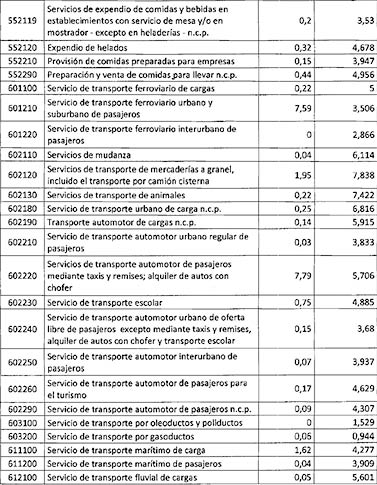 552119 Servicios de expendio de comidas y bebidas en establecimientos con servicio de mesa y/o en mostrador - excepto en heladerías - n.c.p. 0,2 3,53
552120 Expendio de helados 0,32 4,678
552210 Provisión de comidas preparadas para empresas 0,15 3,947
552290 Preparación y venta de comidas para llevar n.c.p. 0,44 4,956
601100 Servicio de transporte ferroviario de cargas 0,22 5
601210 Servicio de transporte ferroviario urbano y suburbano de pasajeros 7,59 3,506
601220 Servicio de transporte ferroviario interurbano de pasajeros 0 2,866
602110 Servicios de mudanza 0,04 6,114
602120 Servicios de transporte de mercaderías a granel, incluido el transporte por camión cisterna 1,95 7,838
602130 Servicios de transporte de animales 0,22 7,422
602180 Servicio de transporte urbano de carga n.c.p. 0,25 6,816
602190 Transporte automotor de cargas n.c.p. 0,14 5,915
602210 Servicio de transporte automotor urbano regular de pasajeros 0,03 3,833
602220 Servicios de transporte automotor de pasajeros mediante taxis y remises; alquiler de autos con chofer 7,79 5,706
602230 Servicio de transporte escolar 0,75 4,885
602240 Servicio de transporte automotor urbano de oferta libre de pasajeros excepto mediante taxis y remises, alquiler de autos con chofer y transporte escolar 0,15 3,68
602250 Servicio de transporte automotor interurbano de pasajeros 0,07 3,937
602260 Servicio de transporte automotor de pasajeros para el turismo 0,17 4,629
602290 Servicio de transporte automotor de pasajeros n.c.p. 0,09 4,307
603100 Servicio de transporte por oleoductos y poliductos 0 1,529
603200 Servicio de transporte por gasoductos 0,06 0,944
611100 Servicio de transporte marítimo de carga 1,62 4,277
611200 Servicio de transporte marítimo de pasajeros 0,04 3,909
612100 Servicio de transporte fluvial de cargas 0,05 5,601